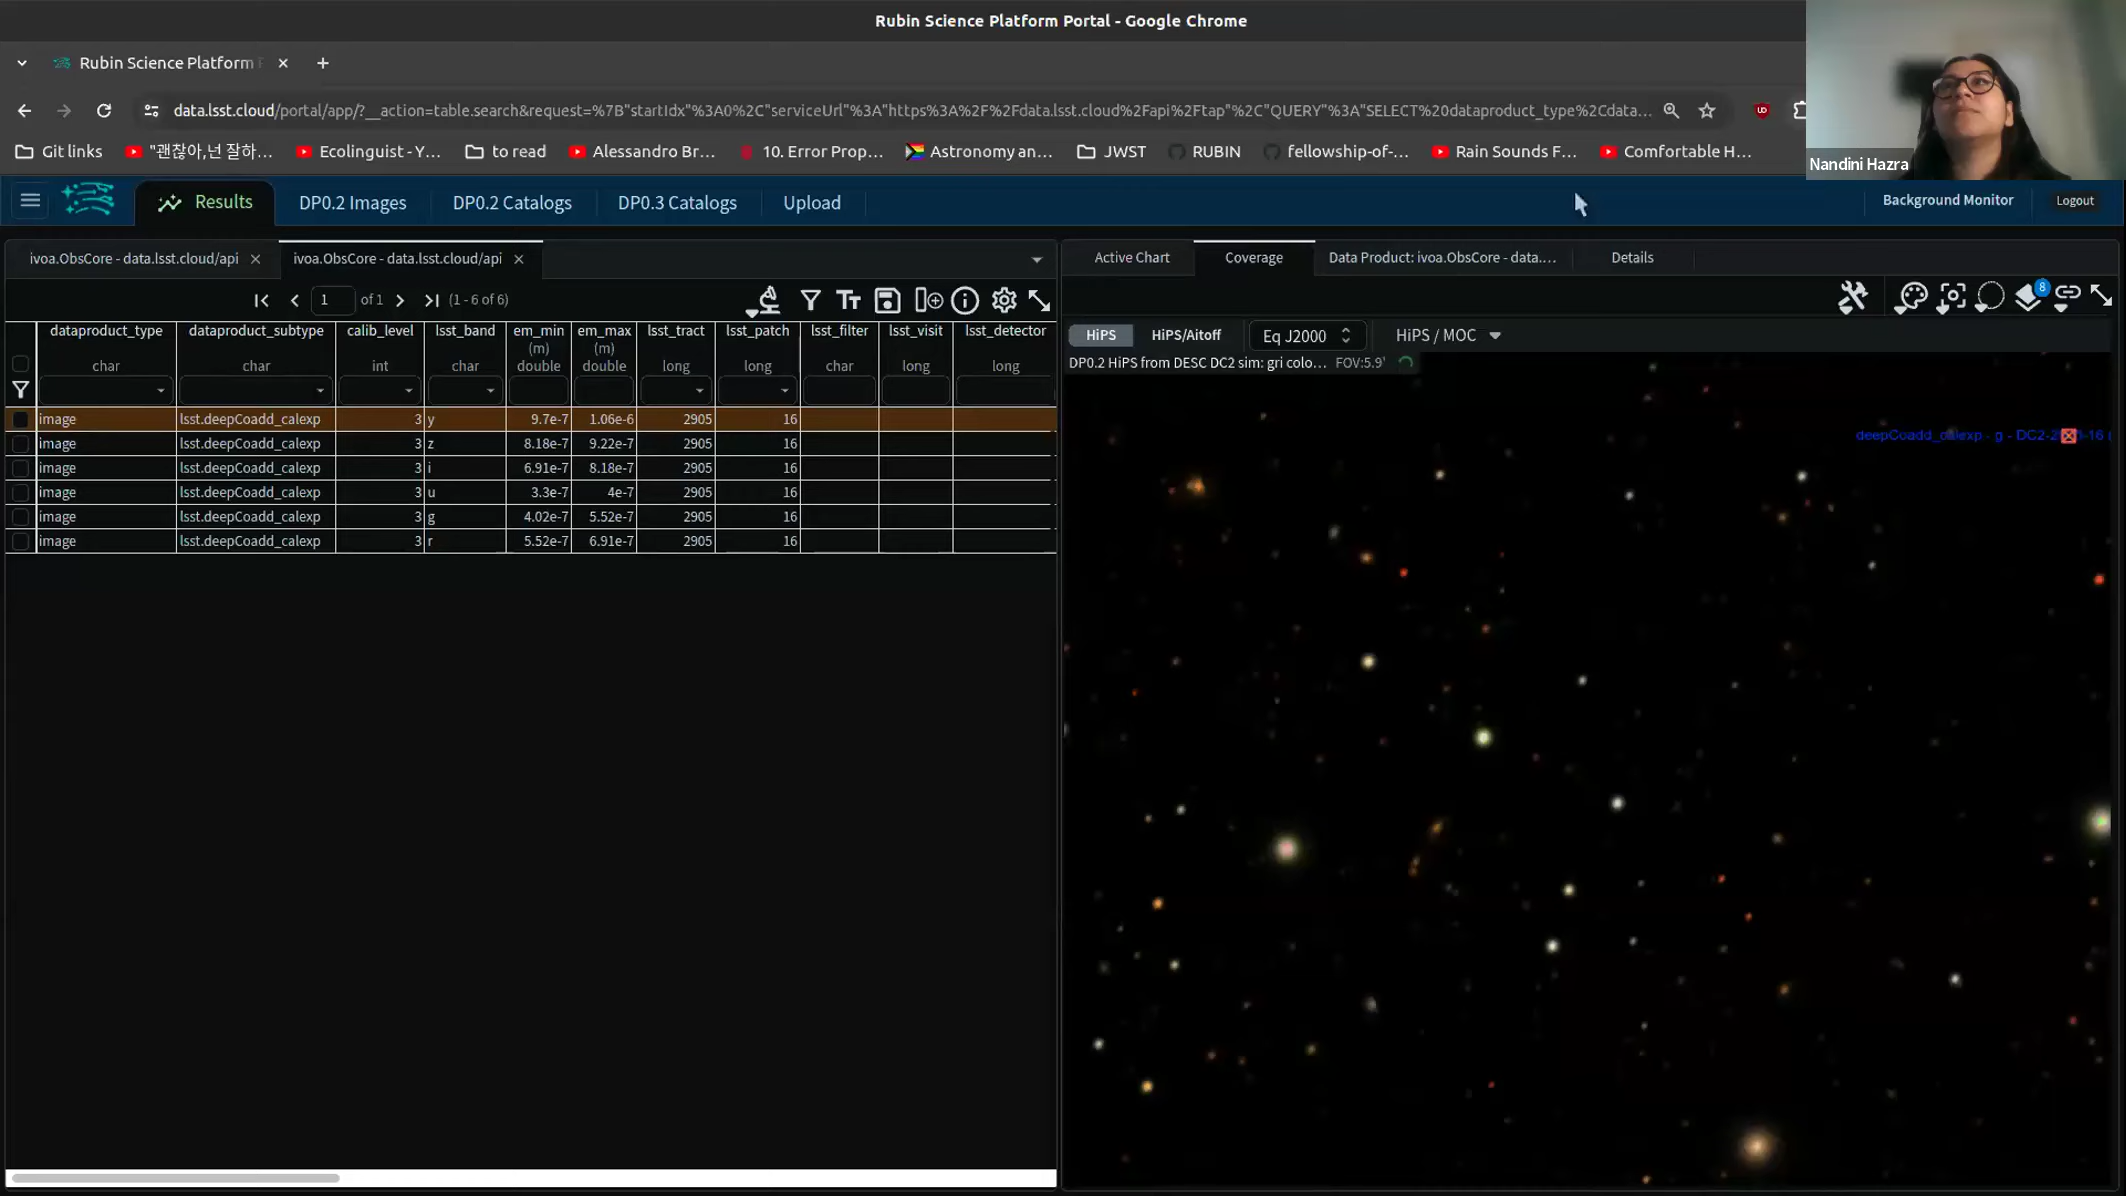 Rubin Science Platform Portal - Google Chrome
Rubin Science Platform
data.lsst.cloud/portal/app/?__action=table.search&request=%7B"startIdx"%3A0%2C"serviceUrl"%3A"https%3A%2F%2Fdata.lsst.cloud%2Fapi%2Ftap"%2C"QUERY"%3A"SELECT%20dataproduct_type%2Cdata...
Git links "괜찮아,넌 잘하... Ecolinguist - Y... to read Alessandro Br... 10. Error Prop... Astronomy an... JWST RUBIN fellowship-of-... Rain Sounds F... Comfortable H...
Nandini Hazra
Results DP0.2 Images DP0.2 Catalogs DP0.3 Catalogs Upload Background Monitor Logout
ivoa.ObsCore - data.lsst.cloud/api ivoa.ObsCore - data.lsst.cloud/api Active Chart Coverage Data Product: ivoa.ObsCore - data.... Details
1 of 1 (1 - 6 of 6) 8
dataproduct_type dataproduct_subtype calib_level lsst_band em_min em_max lsst_tract lsst_patch lsst_filter lsst_visit lsst_detector
(m) (m)
char char int char double double long long char long long
HiPS HiPS/Aitoff Eq J2000 HiPS / MOC
DP0.2 HiPS from DESC DC2 sim: gri colo... FOV:5.9'
image lsst.deepCoadd_calexp 3 y 9.7e-7 1.06e-6 2905 16
image lsst.deepCoadd_calexp 3 z 8.18e-7 9.22e-7 2905 16
image lsst.deepCoadd_calexp 3 i 6.91e-7 8.18e-7 2905 16
image lsst.deepCoadd_calexp 3 u 3.3e-7 4e-7 2905 16
image lsst.deepCoadd_calexp 3 g 4.02e-7 5.52e-7 2905 16
image lsst.deepCoadd_calexp 3 r 5.52e-7 6.91e-7 2905 16
deepCoadd_calexp - g -